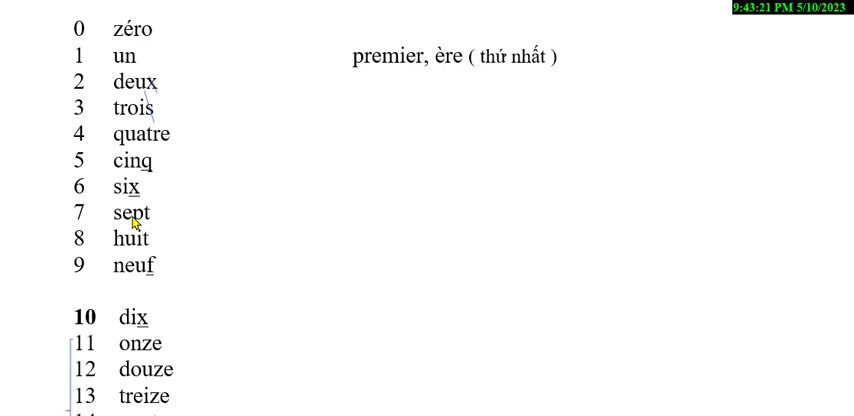 9:43:21 PM 5/10/2023
0 zéro
1 un premier, ère ( thứ nhất )
2 deux
3 trois
4 quatre
5 cinq
6 six
7 sept
8 huit
9 neuf
10 dix
11 onze
12 douze
13 treize